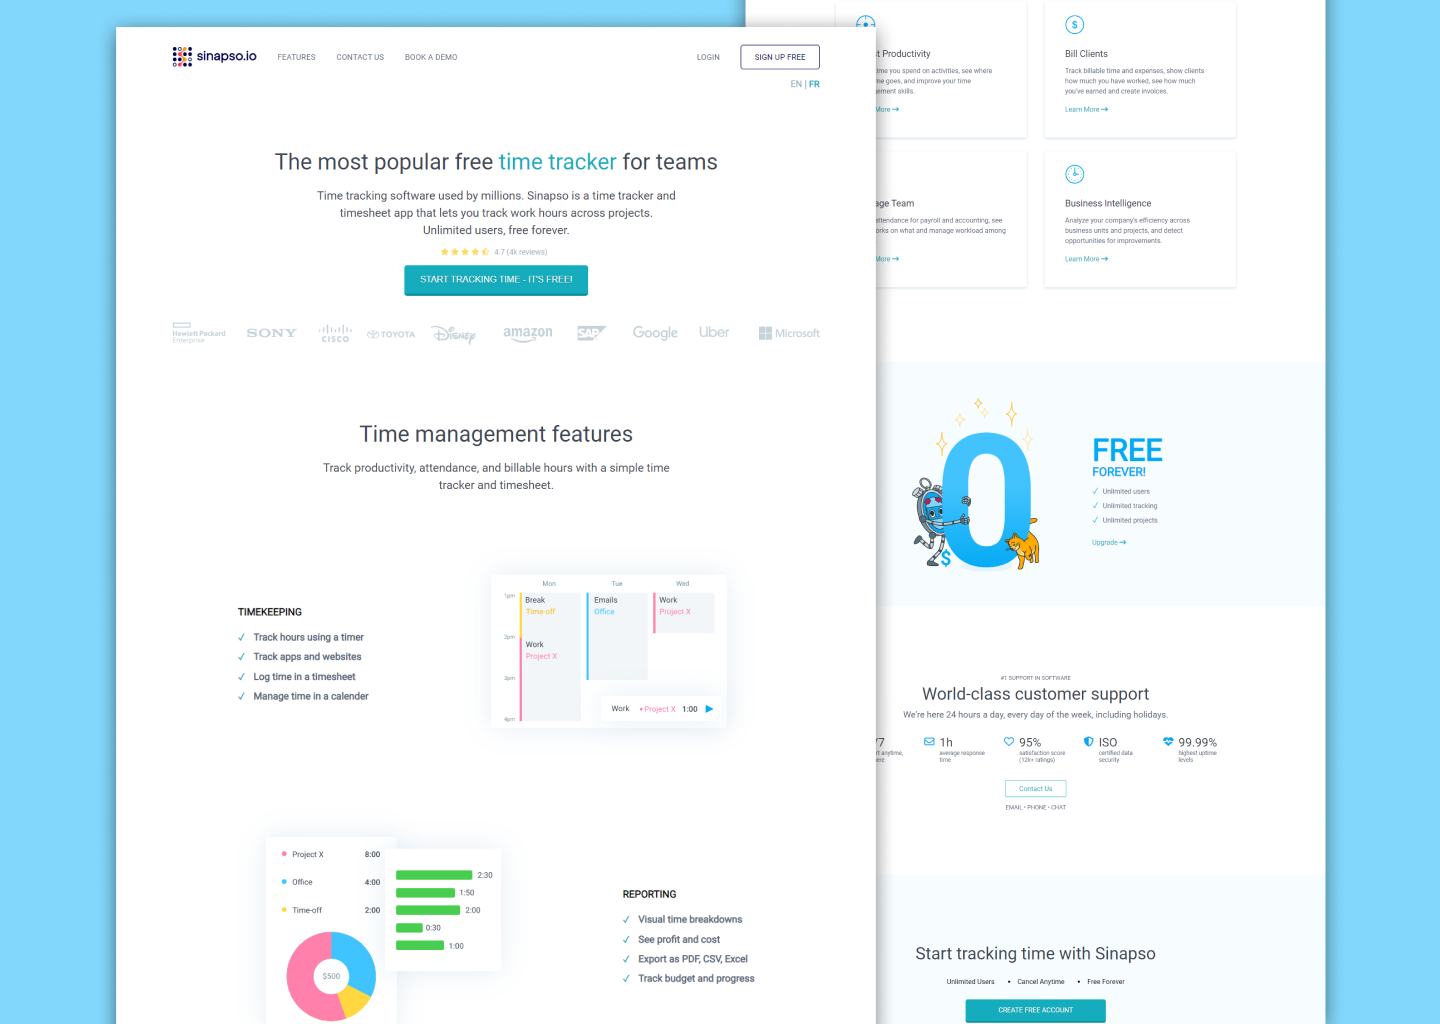 sinapso.io
FEATURES
CONTACT US
BOOK A DEMO
LOGIN
SIGN UP FREE
EN | FR
The most popular free time tracker for teams
Time tracking software used by millions. Sinapso is a time tracker and
timesheet app that lets you track work hours across projects.
Unlimited users, free forever.
4.7 (4k reviews)
START TRACKING TIME - IT'S FREE!
Hewlett Packard
Enterprise
SONY
CISCO
TOYOTA
Disney
amazon
SAP
Google
Uber
Microsoft
Time management features
Track productivity, attendance, and billable hours with a simple time
tracker and timesheet.
TIMEKEEPING
Track hours using a timer
Track apps and websites
Log time in a timesheet
Manage time in a calender
Mon
Tue
Wed
1pm
2pm
3pm
4pm
Break
Time-off
Work
Project X
Emails
Office
Work
Project X
Work
Project X
1:00
Project X 8:00
Office 4:00
Time-off 2:00
$500
2:30
1:50
2:00
0:30
1:00
REPORTING
Visual time breakdowns
See profit and cost
Export as PDF, CSV, Excel
Track budget and progress
t Productivity
ime you spend on activities, see where
me goes, and improve your time
gement skills.
More
$
Bill Clients
Track billable time and expenses, show clients
how much you have worked, see how much
you've earned and create invoices.
Learn More
age Team
attendance for payroll and accounting, see
orks on what and manage workload among
More
Business Intelligence
Analyze your company's efficiency across
business units and projects, and detect
opportunities for improvements.
Learn More
0
$
FREE
FOREVER!
Unlimited users
Unlimited tracking
Unlimited projects
Upgrade
#1 SUPPORT IN SOFTWARE
World-class customer support
We're here 24 hours a day, every day of the week, including holidays.
/7
rt anytime,
ere
1h
average response
time
95%
satisfaction score
(12k+ ratings)
ISO
certified data
security
99.99%
highest uptime
levels
Contact Us
EMAIL • PHONE • CHAT
Start tracking time with Sinapso
Unlimited Users • Cancel Anytime • Free Forever
CREATE FREE ACCOUNT